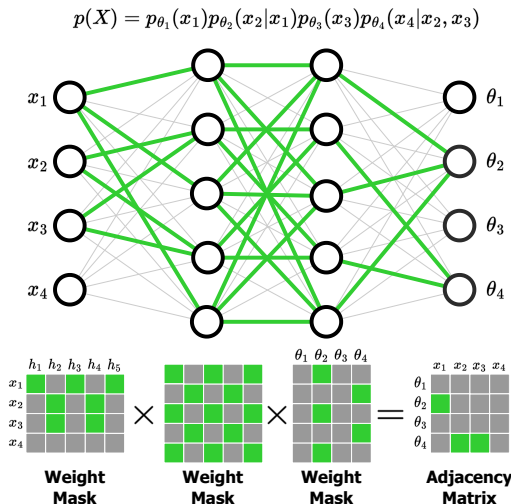 p(X) = p_{θ_1}(x_1)p_{θ_2}(x_2|x_1)p_{θ_3}(x_3)p_{θ_4}(x_4|x_2, x_3)
x_1 θ_1
x_2 θ_2
x_3 θ_3
x_4 θ_4
h_1 h_2 h_3 h_4 h_5
x_1
x_2
x_3
x_4
×
×
θ_1 θ_2 θ_3 θ_4
=
x_1 x_2 x_3 x_4
θ_1
θ_2
θ_3
θ_4
Weight Mask
Weight Mask
Weight Mask
Adjacency Matrix